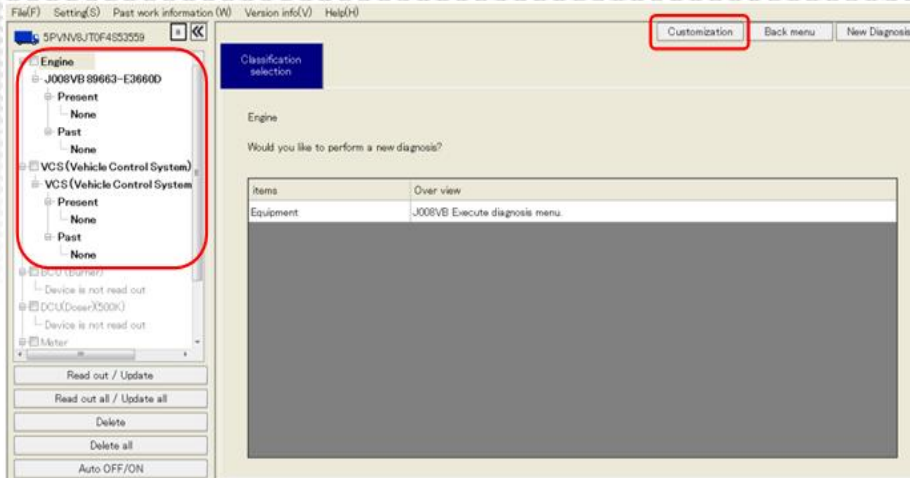 File(F) Setting(S) Past work information (W) Version info(V) Help(H)
5PVNV8JT0F4S53559
Customization Back menu New Diagnosis
Engine
J008VB 89663-E3660D
Present
None
Past
None
VCS(Vehicle Control System)
VCS(Vehicle Control System
Present
None
Past
None
BCU (Burner)
Device is not read out
DCU(Doser)(500K)
Device is not read out
Meter
Read out / Update
Read out all / Update all
Delete
Delete all
Auto OFF/ON
Classification
selection
Engine
Would you like to perform a new diagnosis?
items Over view
Equipment J008VB Execute diagnosis menu.